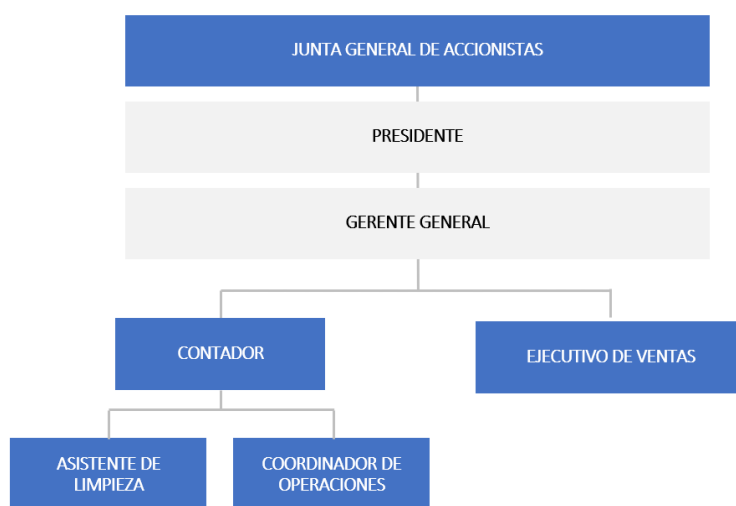 JUNTA GENERAL DE ACCIONISTAS
PRESIDENTE
GERENTE GENERAL
CONTADOR
EJECUTIVO DE VENTAS
ASISTENTE DE
LIMPIEZA
COORDINADOR DE
OPERACIONES